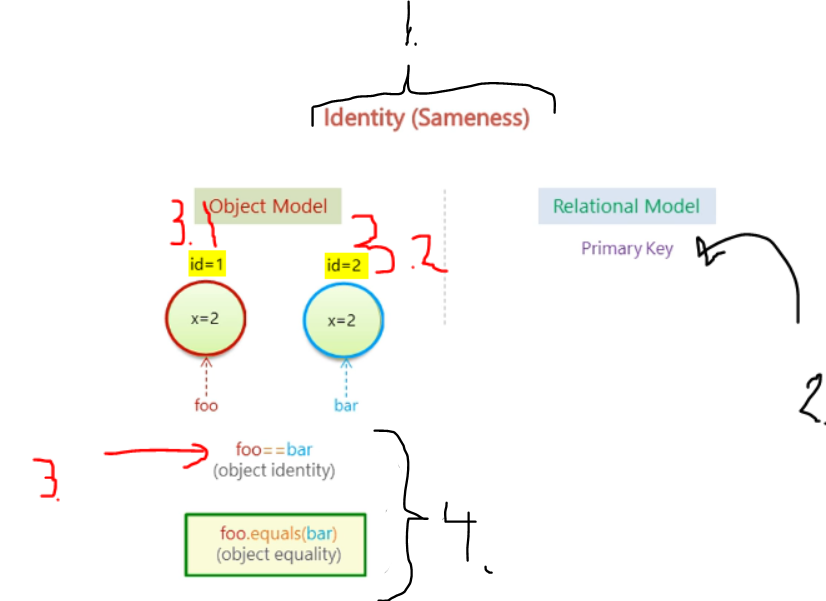 1.
Identity (Sameness)
Object Model
Relational Model
3.1
3.2
Primary Key
id=1
id=2
x=2
x=2
foo
bar
2.
foo==bar
(object identity)
3.
4.
foo.equals(bar)
(object equality)